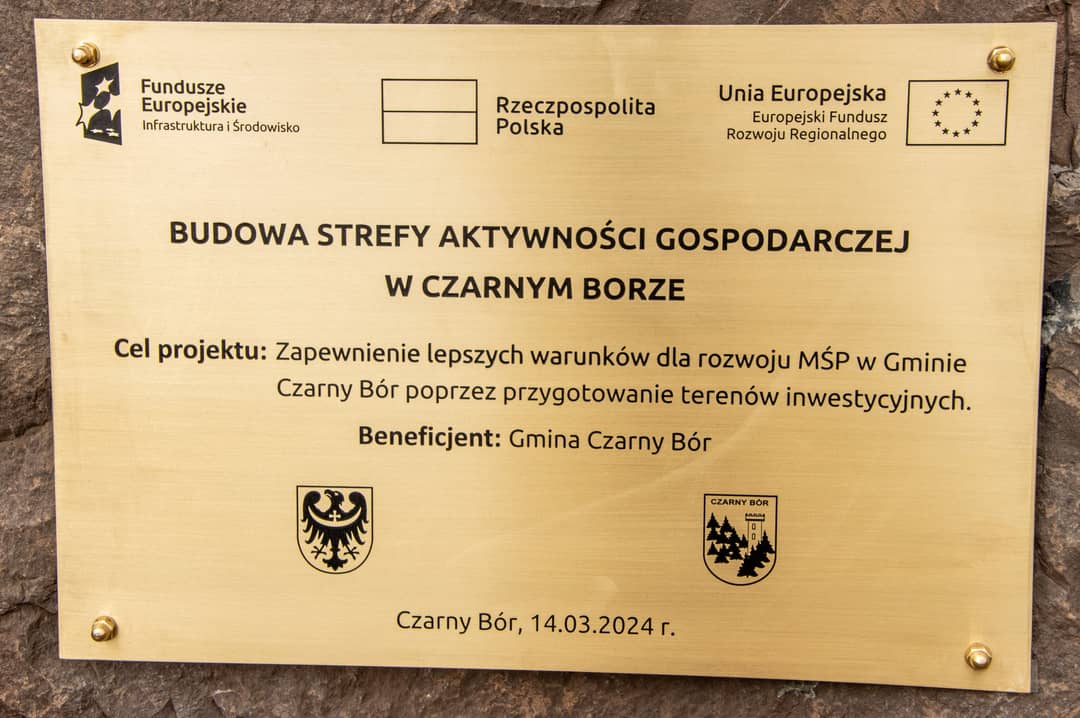 Fundusze
Europejskie
Infrastruktura i Środowisko
Rzeczpospolita
Polska
Unia Europejska
Europejski Fundusz
Rozwoju Regionalnego
BUDOWA STREFY AKTYWNOŚCI GOSPODARCZEJ
W CZARNYM BORZE
Cel projektu: Zapewnienie lepszych warunków dla rozwoju MŚP w Gminie
Czarny Bór poprzez przygotowanie terenów inwestycyjnych.
Beneficjent: Gmina Czarny Bór
CZARNY BÓR
Czarny Bór, 14.03.2024 r.